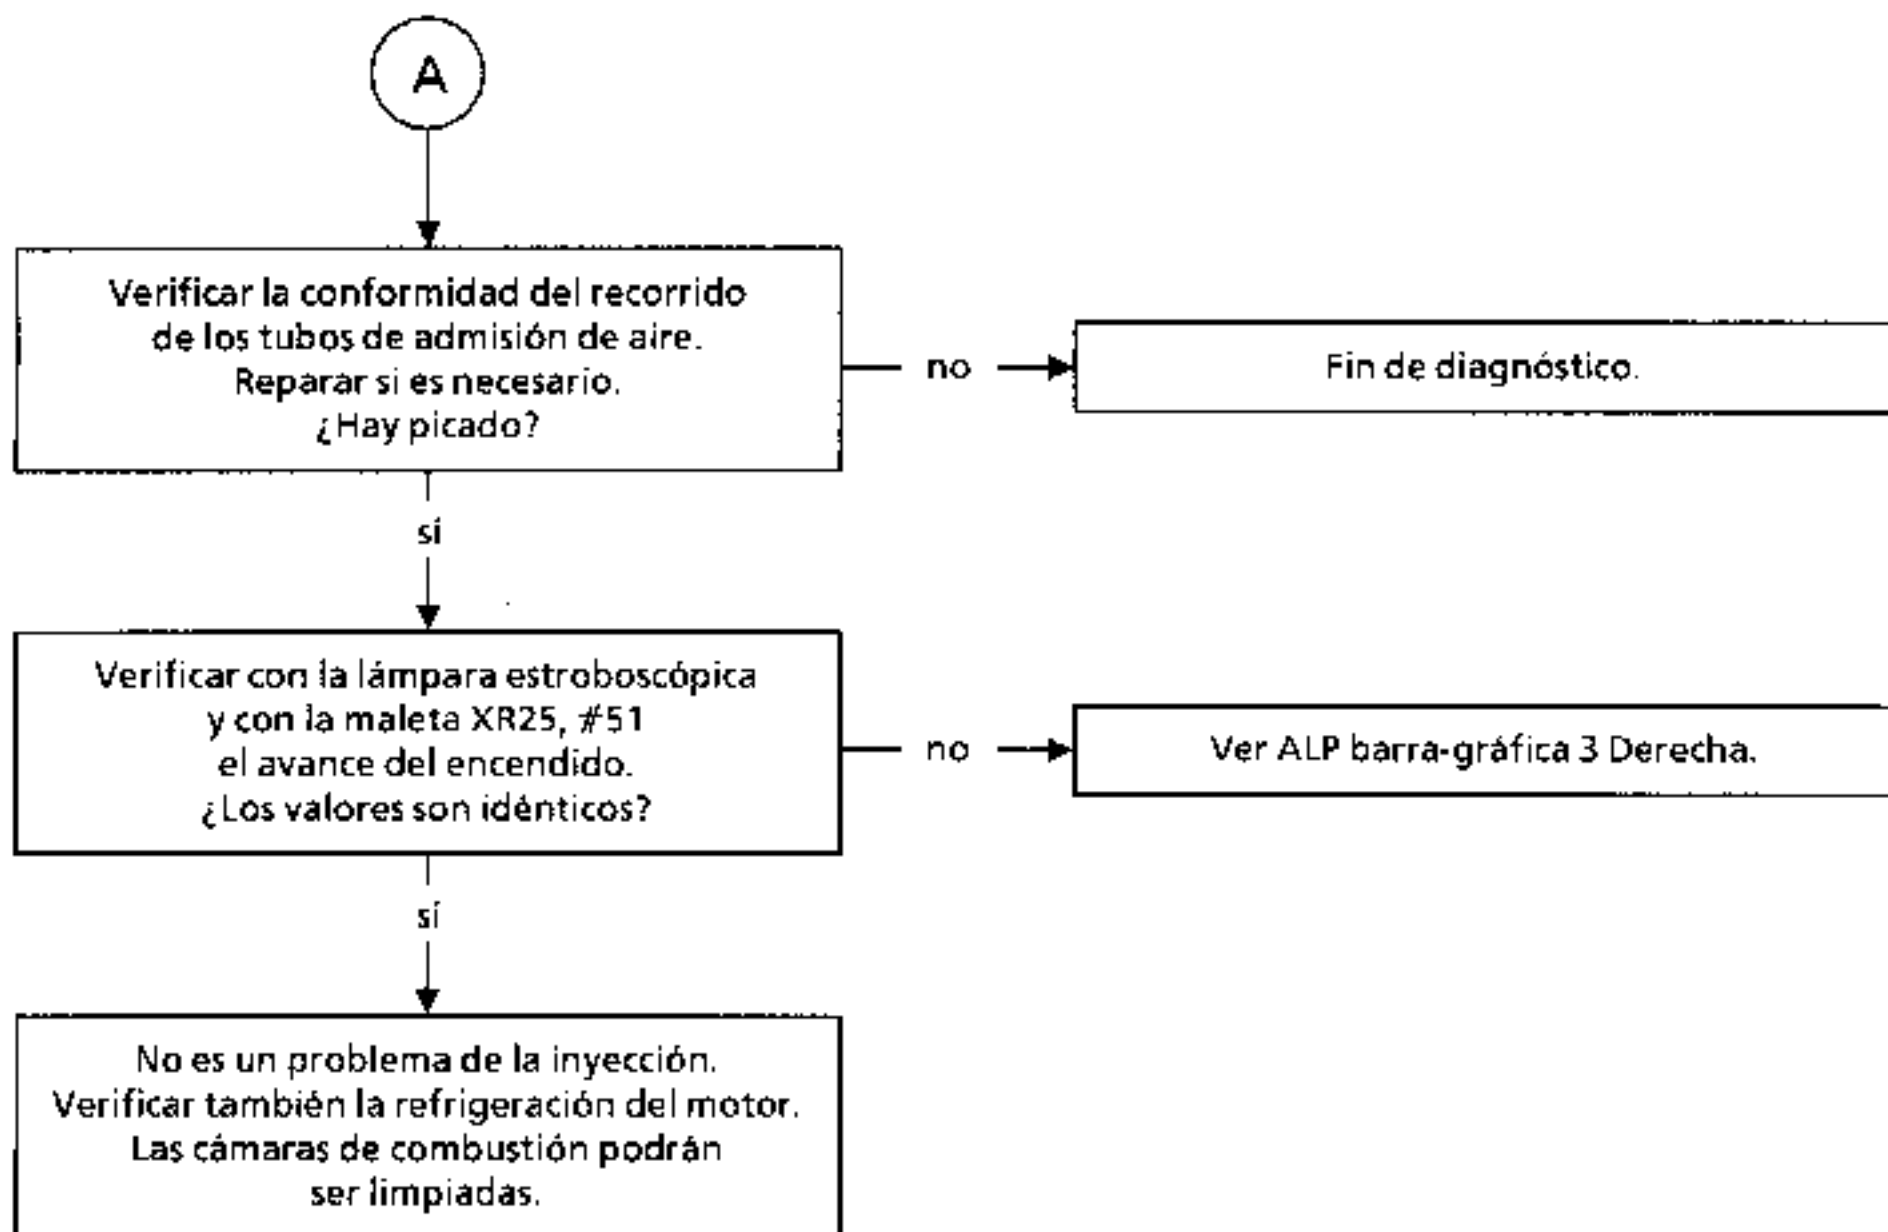 A
Verificar la conformidad del recorrido
de los tubos de admisión de aire.
Reparar si es necesario.
¿Hay picado?
no
Fin de diagnóstico.
sí
Verificar con la lámpara estroboscópica
y con la maleta XR25, #51
el avance del encendido.
¿Los valores son idénticos?
no
Ver ALP barra-gráfica 3 Derecha.
sí
No es un problema de la inyección.
Verificar también la refrigeración del motor.
Las cámaras de combustión podrán
ser limpiadas.